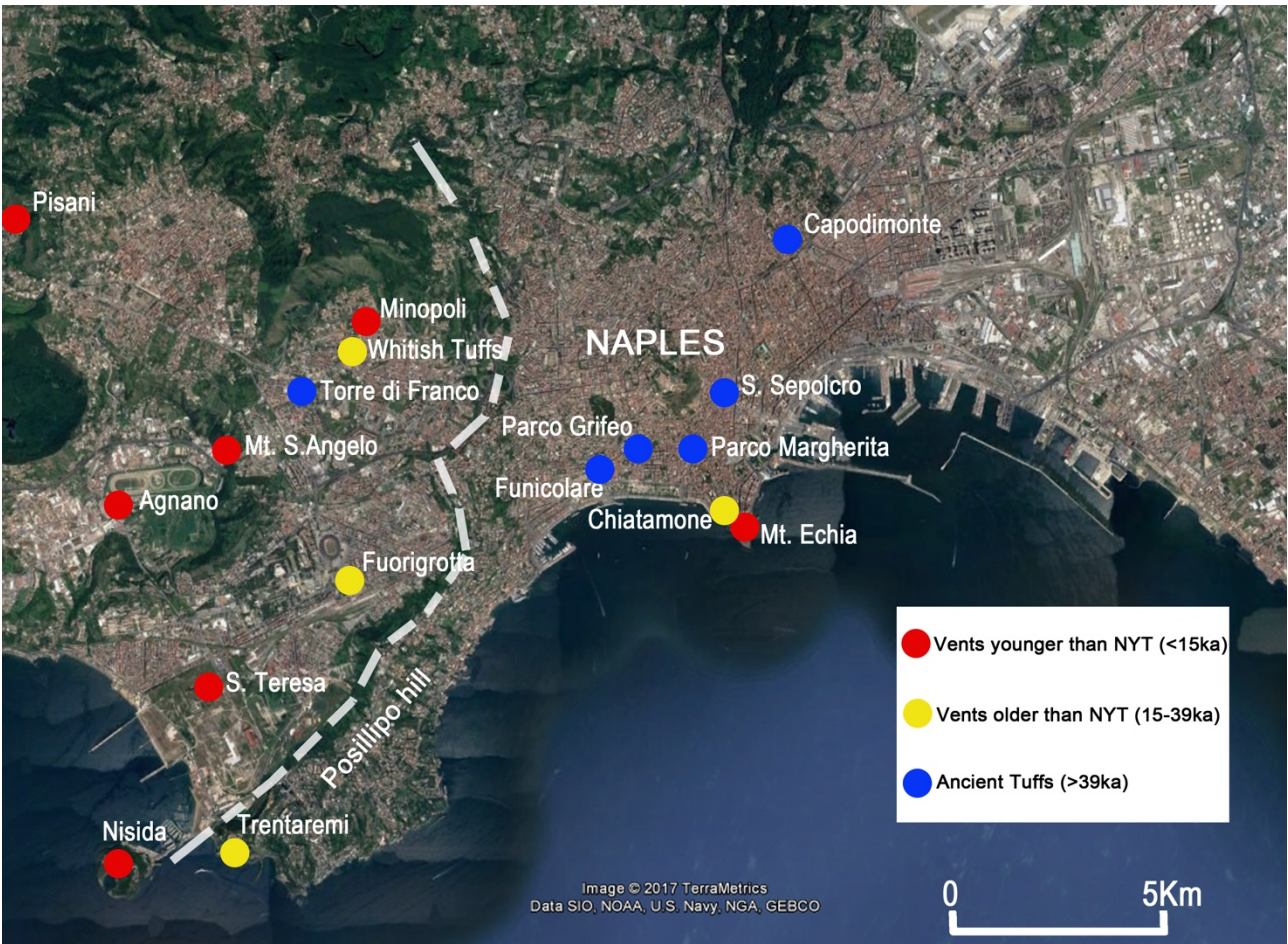 Pisani
Capodimonte
Minopoli
NAPLES
Whitish Tuffs
Torre di Franco
S. Sepolcro
Parco Grifeo
Mt. S.Angelo
Parco Margherita
Funicolare
Agnano
Chiatamone
Mt. Echia
Fuorigrotta
Vents younger than NYT (<15ka)
S. Teresa
Posillipo hill
Vents older than NYT (15-39ka)
Ancient Tuffs (>39ka)
Trentaremi
Nisida
Image © 2017 TerraMetrics
Data SIO, NOAA, U.S. Navy, NGA, GEBCO
0 5Km